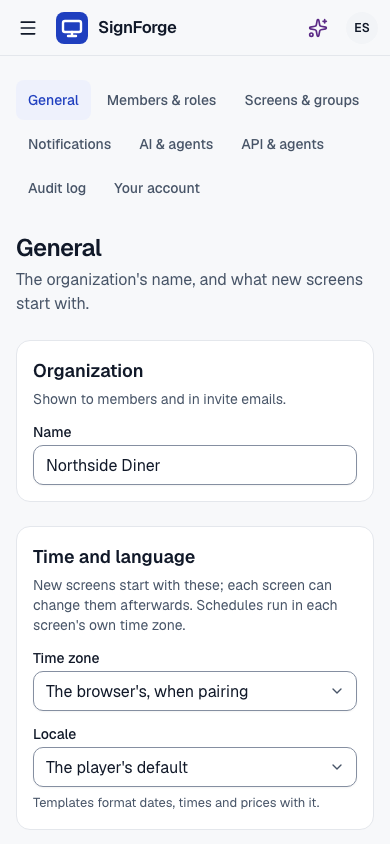 SignForge
ES
General
Members & roles
Screens & groups
Notifications
AI & agents
API & agents
Audit log
Your account
General
The organization's name, and what new screens
start with.
Organization
Shown to members and in invite emails.
Name
Northside Diner
Time and language
New screens start with these; each screen can
change them afterwards. Schedules run in each
screen's own time zone.
Time zone
The browser's, when pairing
Locale
The player's default
Templates format dates, times and prices with it.